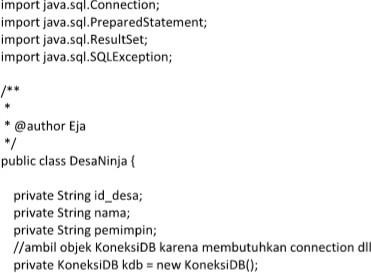 import java.sql.Connection;
import java.sql.PreparedStatement;
import java.sql.ResultSet;
import java.sql.SQLException;
/**
*
* @author Eja
*/
public class DesaNinja {
private String id_desa;
private String nama;
private String pemimpin;
//ambil objek KoneksiDB karena membutuhkan connection dll
private KoneksiDB kdb = new KoneksiDB();